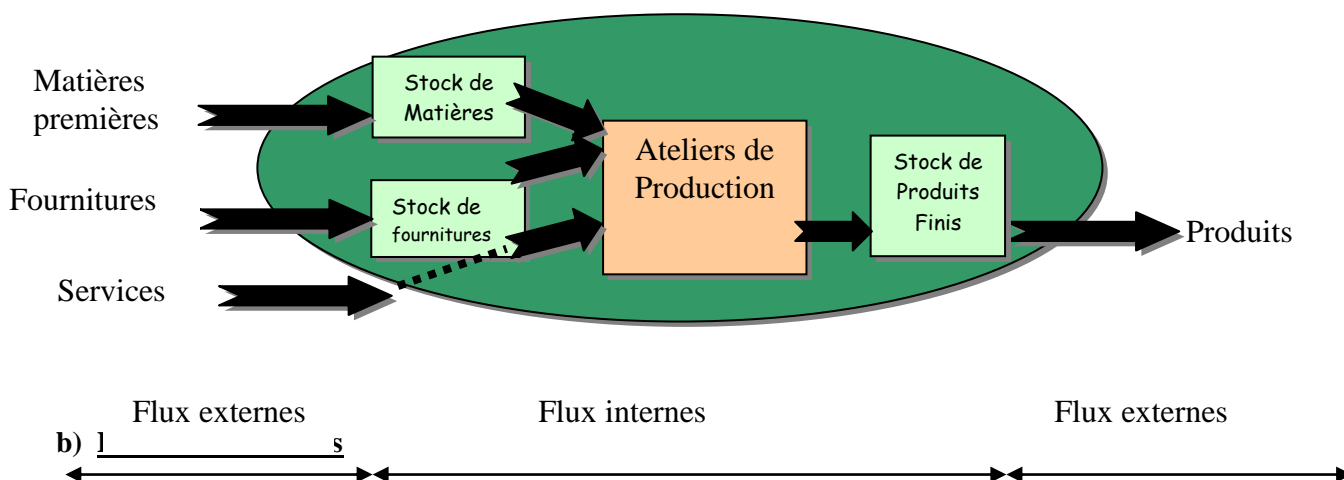 Matières
premières
Stock de
Matières
Ateliers de
Production
Stock de
Produits
Finis
Fournitures
Stock de
fournitures
Produits
Services
Flux externes
Flux internes
Flux externes
b)